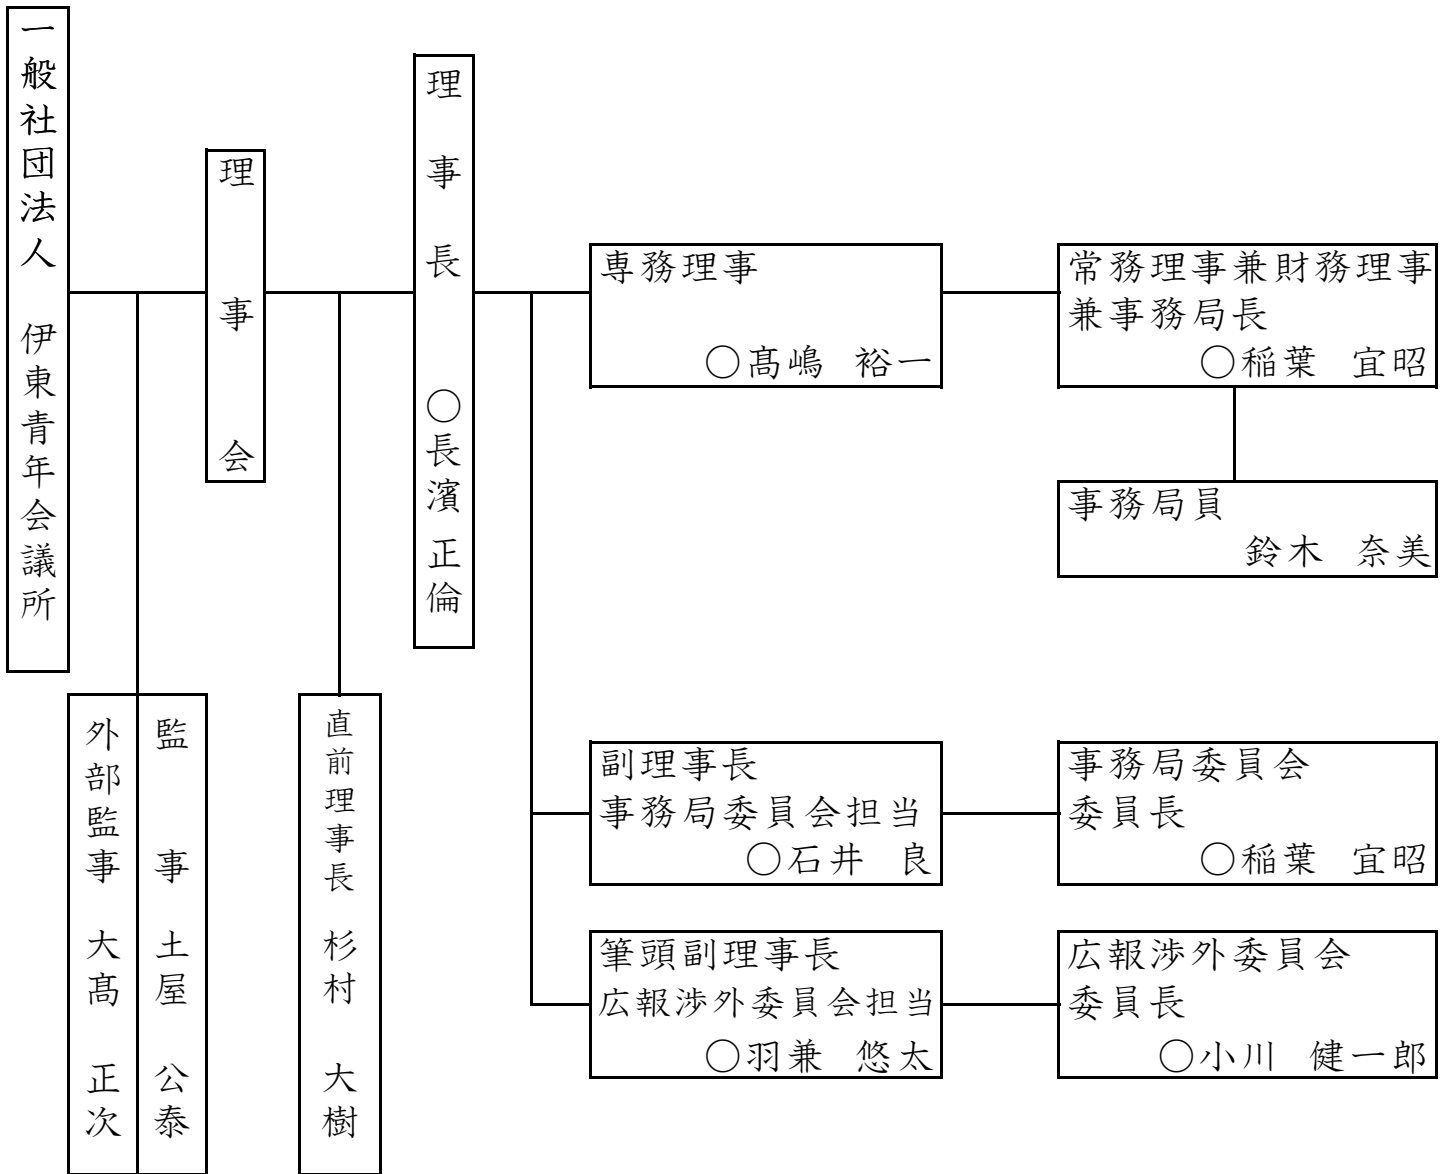 一般社団法人　伊東青年会議所
理事会
理事長　○長濱 正倫
専務理事
○髙嶋　裕一
常務理事兼財務理事
兼事務局長
○稲葉　宜昭
事務局員
鈴木　奈美
外部監事　大髙　正次
監事　土屋　公泰
直前理事長　杉村　大樹
副理事長
事務局委員会担当
○石井　良
事務局委員会
委員長
○稲葉　宜昭
筆頭副理事長
広報渉外委員会担当
○羽兼　悠太
広報渉外委員会
委員長
○小川　健一郎